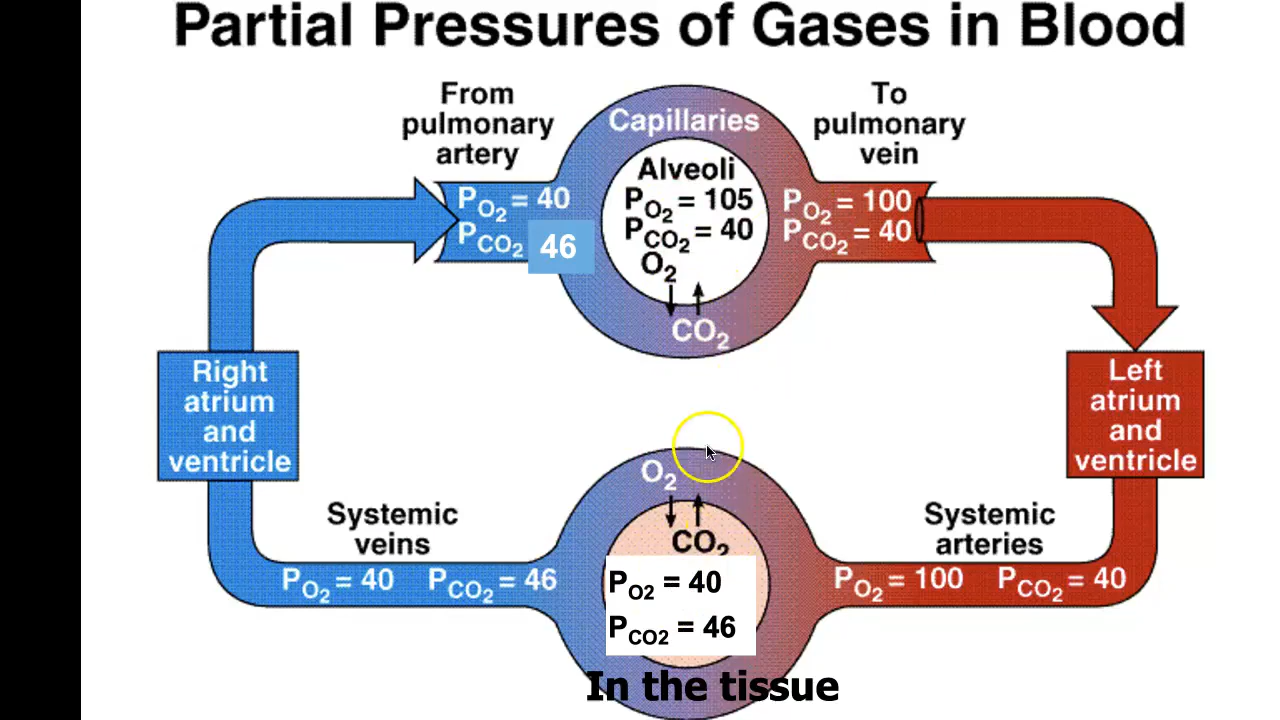 Partial Pressures of Gases in Blood
From
pulmonary
artery
To
pulmonary
vein
Capillaries
Alveoli
PO₂ = 105
PCO₂ = 40
O₂
CO₂
PO₂ = 40
PCO₂ 46
PO₂ = 100
PCO₂ = 40
Right
atrium
and
ventricle
Left
atrium
and
ventricle
Systemic
veins
PO₂ = 40 PCO₂ = 46
O₂
CO₂
PO₂ = 40
PCO2 = 46
In the tissue
Systemic
arteries
PO₂ = 100 PCO₂ = 40